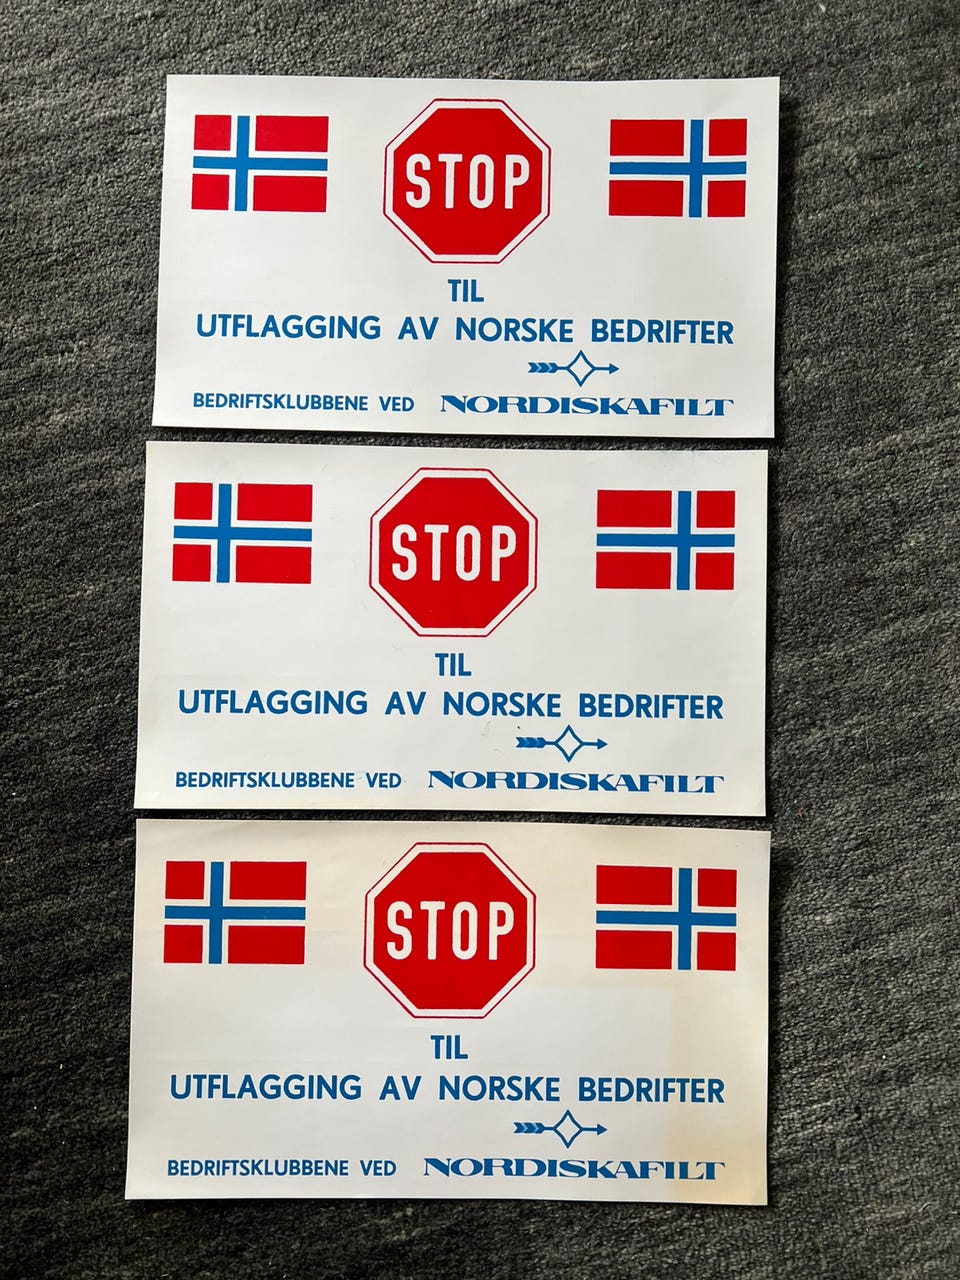 STOP
TIL
UTFLAGGING AV NORSKE BEDRIFTER
BEDRIFTSKLUBBENE VED NORDISKAFILT
STOP
TIL
UTFLAGGING AV NORSKE BEDRIFTER
BEDRIFTSKLUBBENE VED NORDISKAFILT
STOP
TIL
UTFLAGGING AV NORSKE BEDRIFTER
BEDRIFTSKLUBBENE VED NORDISKAFILT